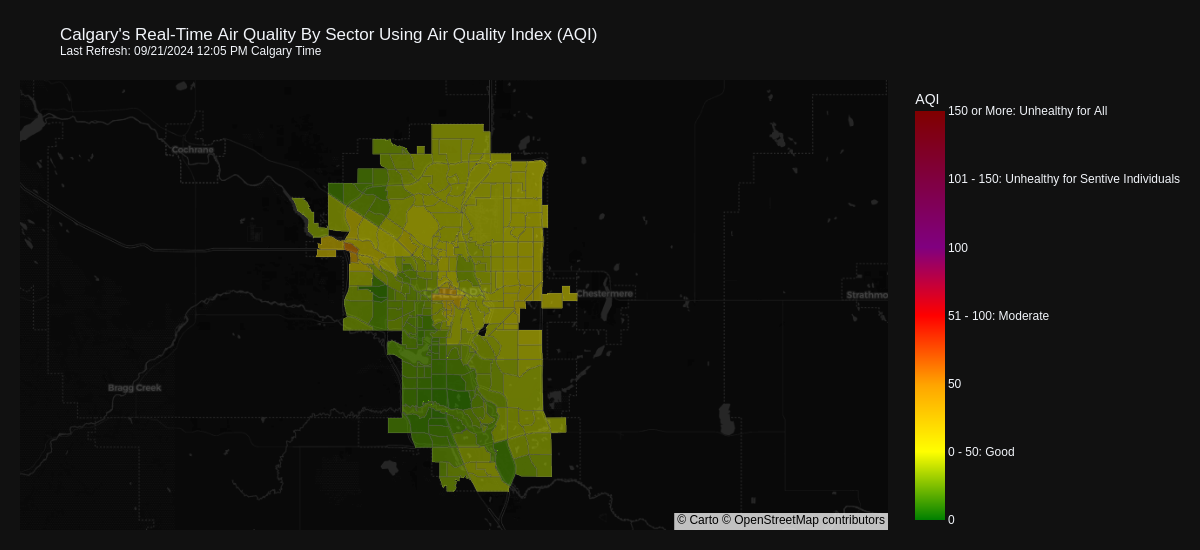 Calgary's Real-Time Air Quality By Sector Using Air Quality Index (AQI)
Last Refresh: 09/21/2024 12:05 PM Calgary Time
AQI
150 or More: Unhealthy for All
Cochrane
101 - 150: Unhealthy for Sentive Individuals
100
CALGARY
Chestermere
Strathmo
51 - 100: Moderate
50
Bragg Creek
0 - 50: Good
0
© Carto © OpenStreetMap contributors